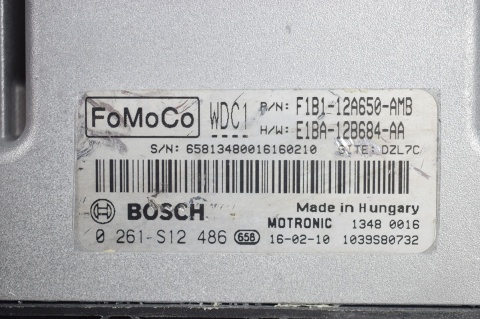 FoMoCo WDC1 P/N: F1B1-12A650-AMB
H/W: E1BA-12B684-AA
S/N: 65813480016160210 SITE: DZL7C
BOSCH Made in Hungary
MOTRONIC 1348 0016
0 261-S12 486 658 16-02-10 1039S80732